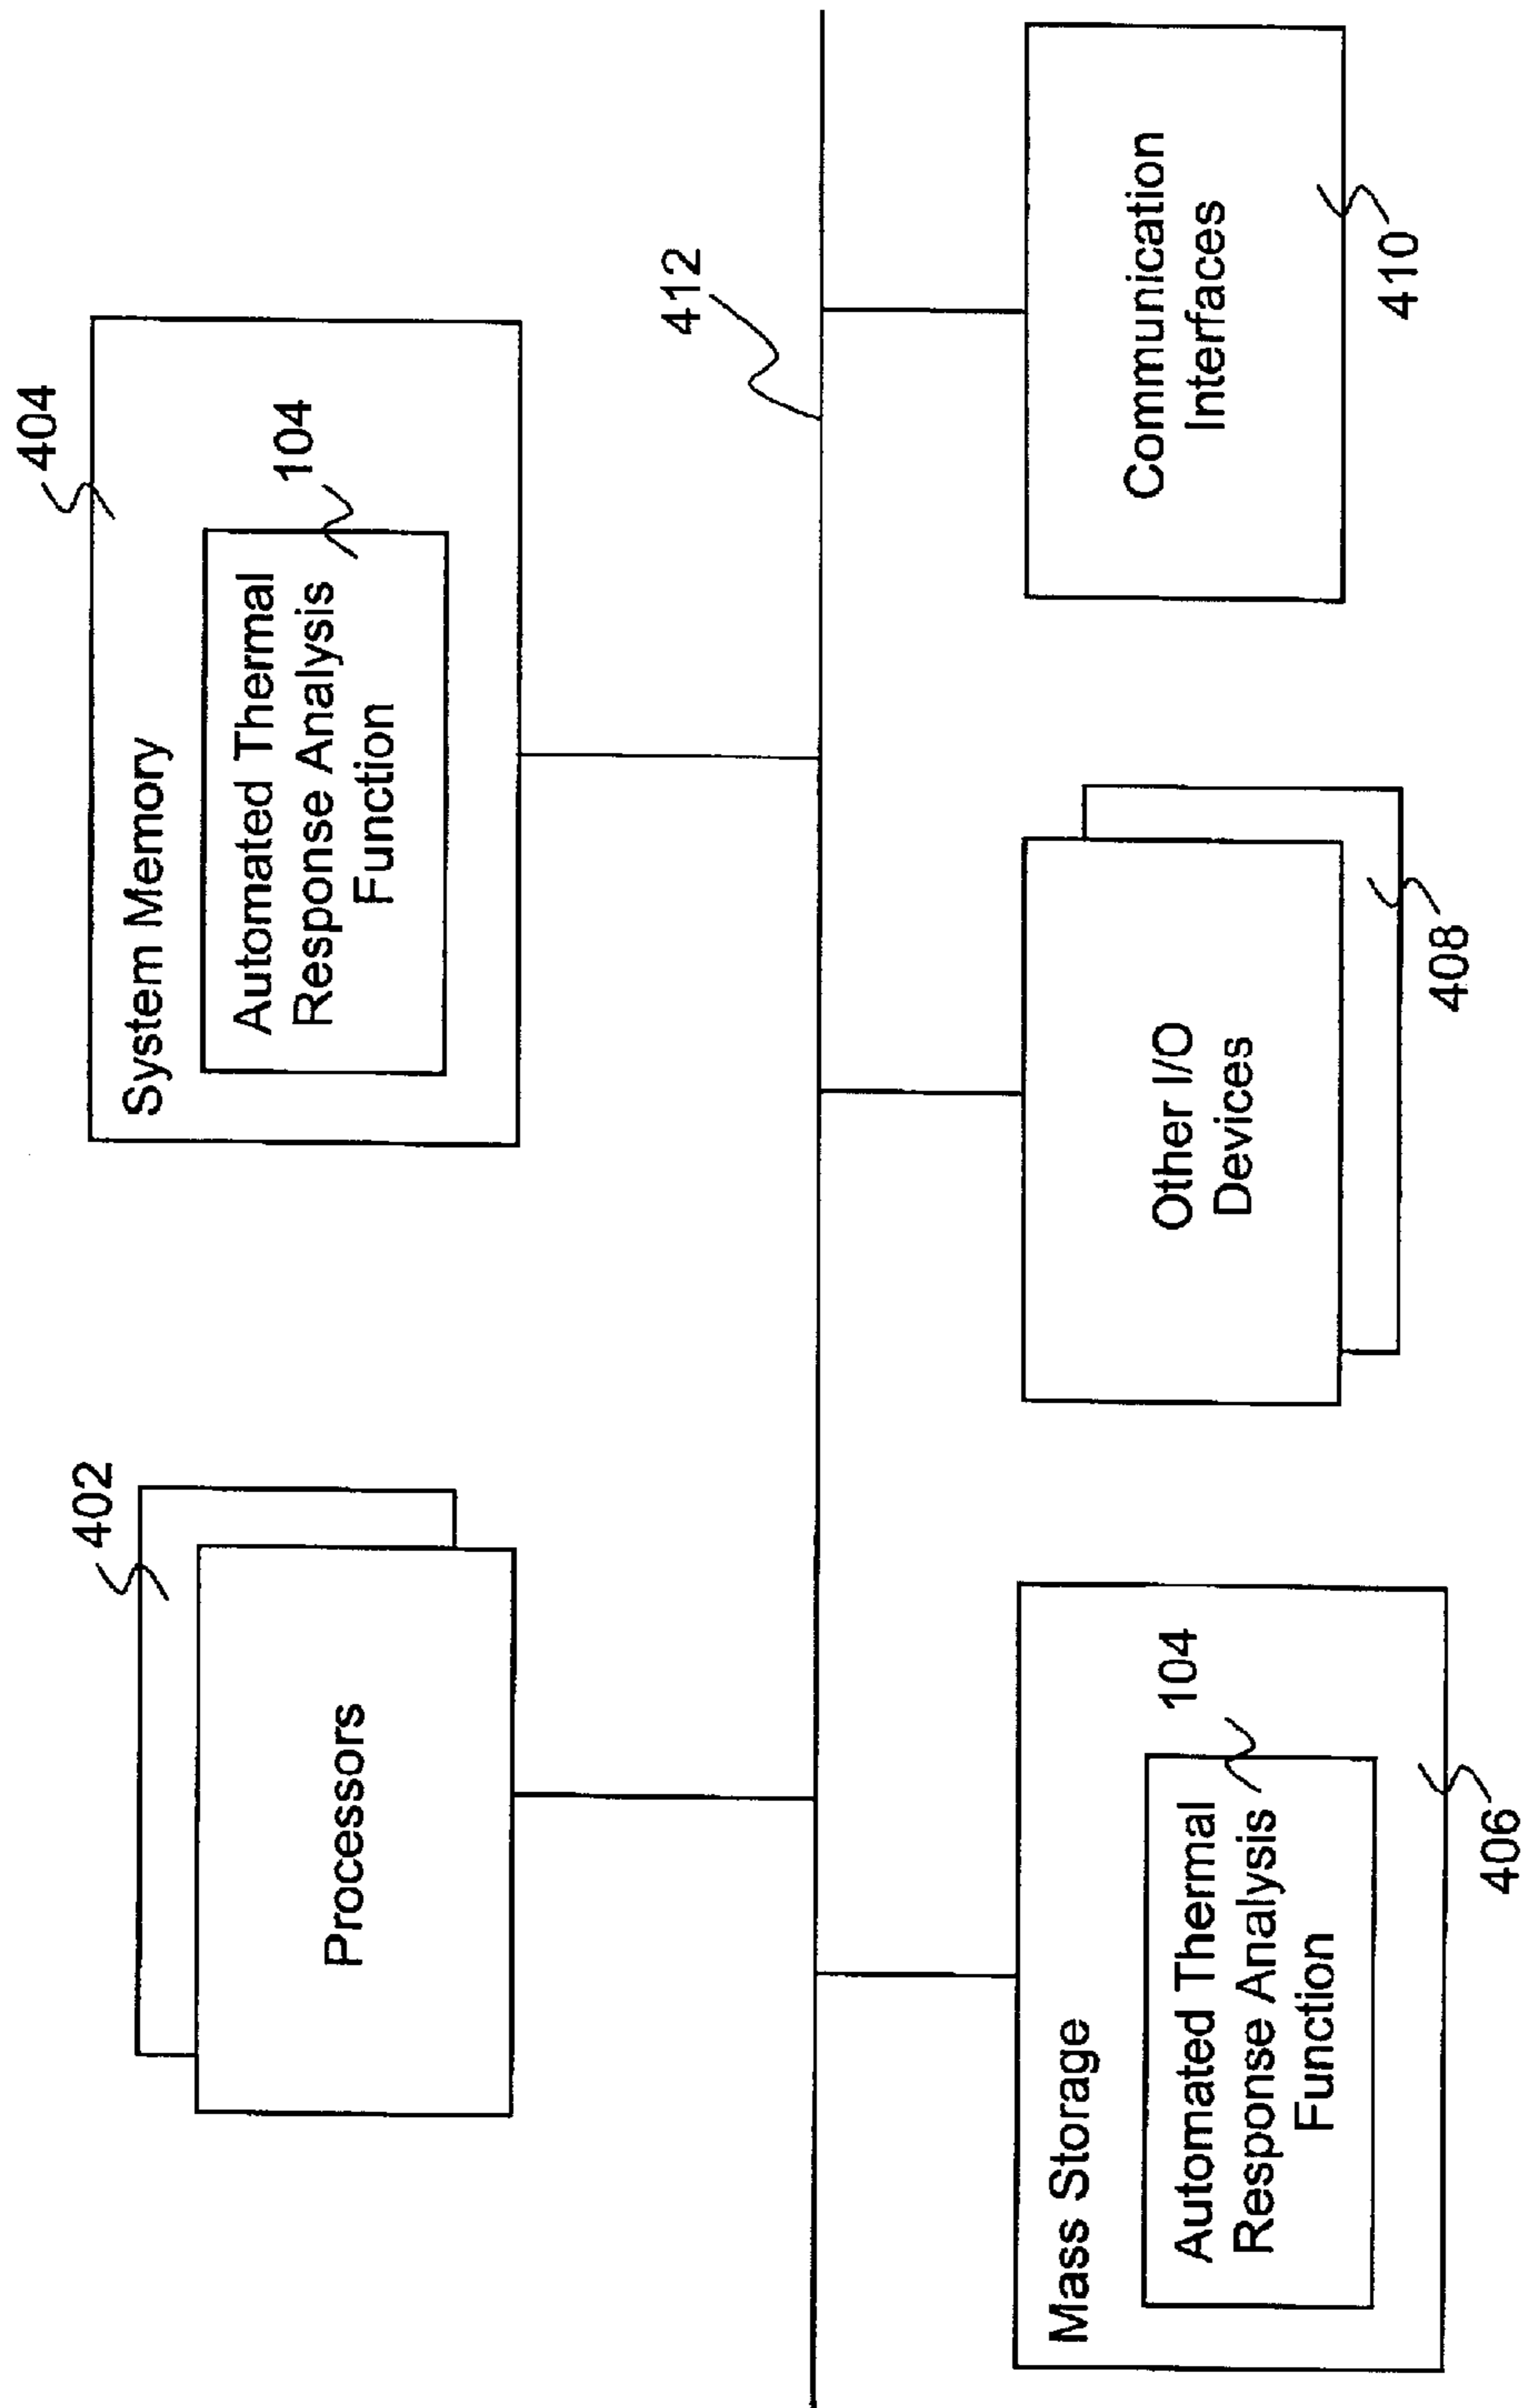 402
Processors
404
System Memory
104
Automated Thermal
Response Analysis
Function
412
Mass Storage
104
Automated Thermal
Response Analysis
Function
406
Other I/O
Devices
408
Communication
Interfaces
410